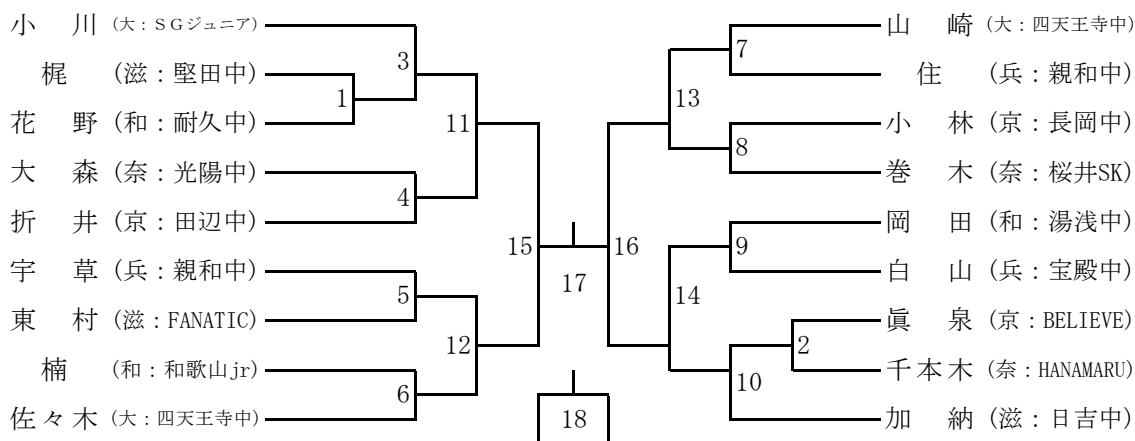 小川 (大：ＳＧジュニア)
梶 (滋：堅田中)
花野 (和：耐久中)
大森 (奈：光陽中)
折井 (京：田辺中)
宇草 (兵：親和中)
東村 (滋：FANATIC)
楠 (和：和歌山jr)
佐々木 (大：四天王寺中)
1
3
4
5
6
11
12
15
17
18
16
13
14
7
8
9
2
10
山崎 (大：四天王寺中)
住 (兵：親和中)
小林 (京：長岡中)
巻木 (奈：桜井SK)
岡田 (和：湯浅中)
白山 (兵：宝殿中)
眞泉 (京：BELIEVE)
千本木 (奈：HANAMARU)
加納 (滋：日吉中)